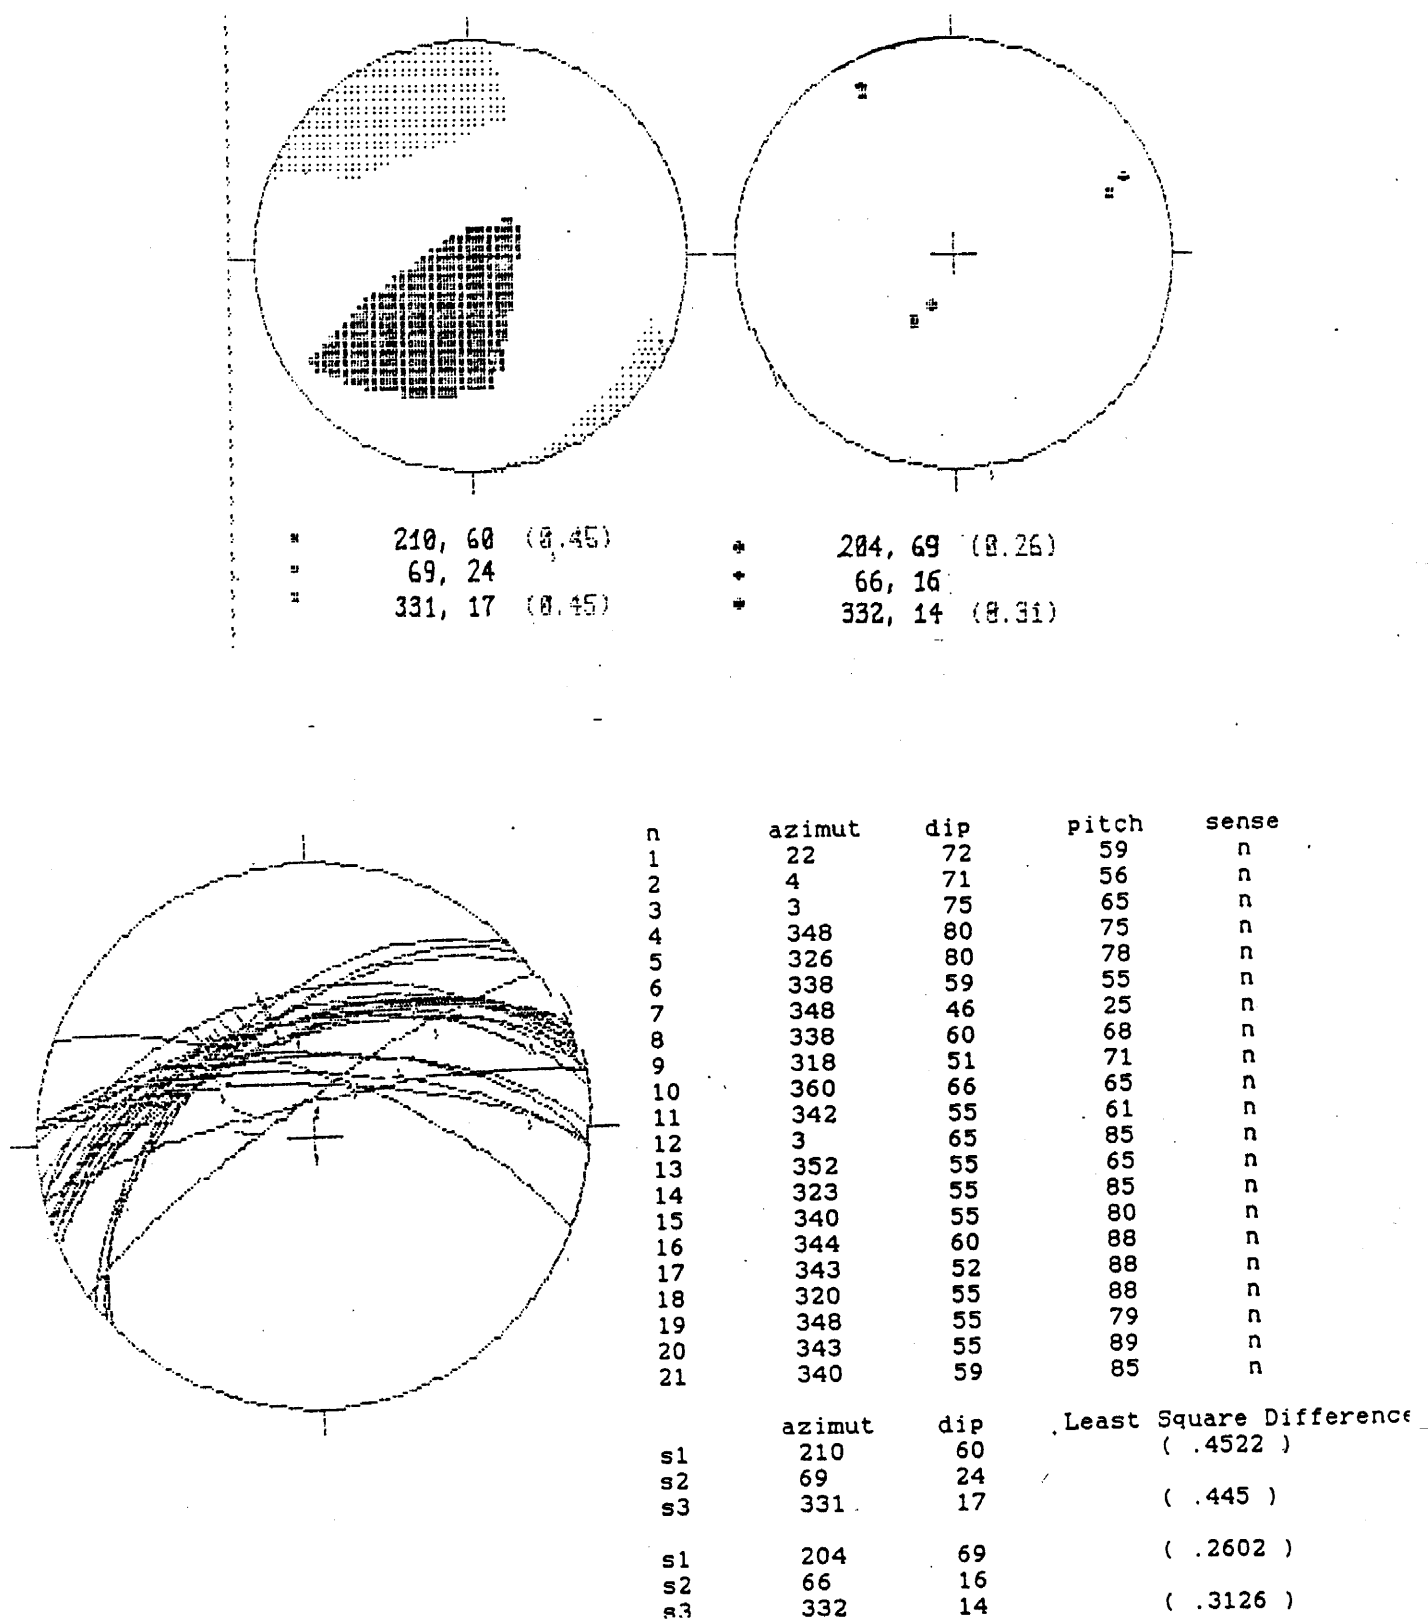 210, 60 (0.45)
69, 24
331, 17 (0.45)
204, 69 (0.26)
66, 16
332, 14 (0.31)
n azimut dip pitch sense
1 22 72 59 n
2 4 71 56 n
3 3 75 65 n
4 348 80 75 n
5 326 80 78 n
6 338 59 55 n
7 348 46 25 n
8 338 60 68 n
9 318 51 71 n
10 360 66 65 n
11 342 55 61 n
12 3 65 85 n
13 352 55 65 n
14 323 55 85 n
15 340 55 80 n
16 344 60 88 n
17 343 52 88 n
18 320 55 88 n
19 348 55 79 n
20 343 55 89 n
21 340 59 85 n
azimut dip Least Square Difference
s1 210 60 ( .4522 )
s2 69 24
s3 331 17 ( .445 )
s1 204 69 ( .2602 )
s2 66 16
s3 332 14 ( .3126 )